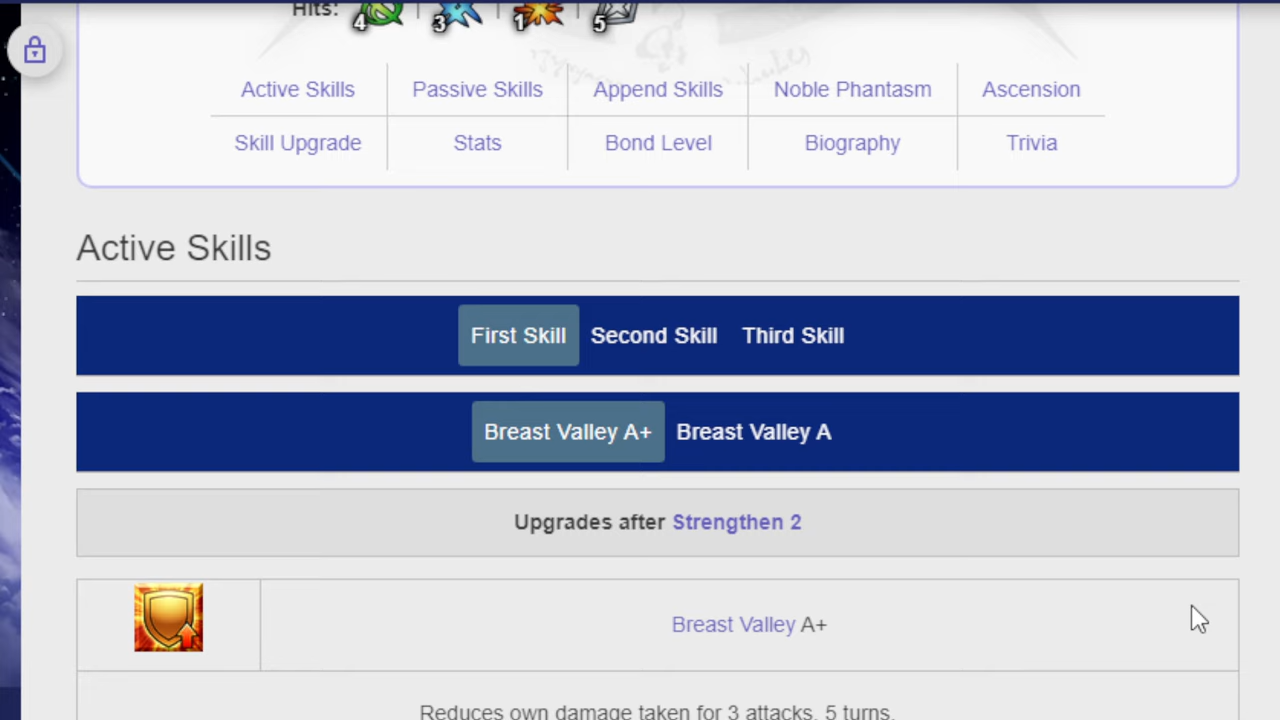 Hits: 4 3 1 5
Active Skills Passive Skills Append Skills Noble Phantasm Ascension
Skill Upgrade Stats Bond Level Biography Trivia
Active Skills
First Skill Second Skill Third Skill
Breast Valley A+ Breast Valley A
Upgrades after Strengthen 2
Breast Valley A+
Reduces own damage taken for 3 attacks, 5 turns.